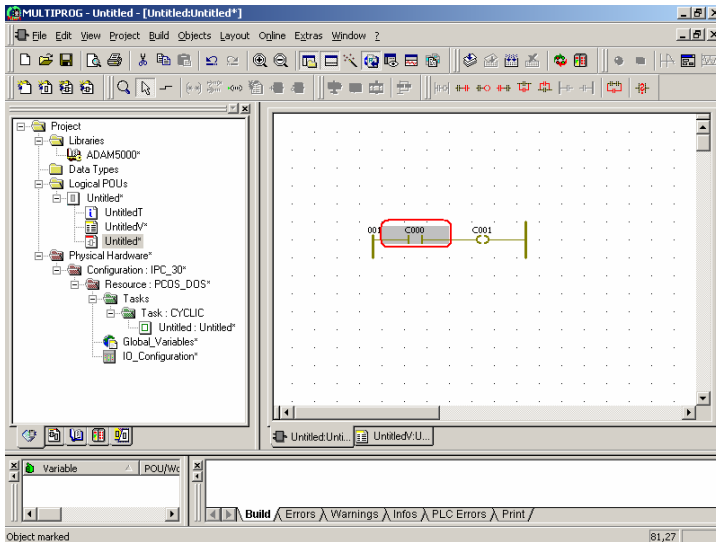 MULTIPROG - Untitled - [Untitled:Untitled*]
File Edit View Project Build Objects Layout Online Extras Window ?
Project
Libraries
ADAM5000*
Data Types
Logical POUs
Untitled*
UntitledT
UntitledV*
Untitled*
Physical Hardware*
Configuration : IPC_30*
Resource : PCOS_DOS*
Tasks
Task : CYCLIC
Untitled : Untitled*
Global_Variables*
IO_Configuration*
001 C000 C001
Untitled:Unti... UntitledV:U...
Variable POU/Wo
Build Errors Warnings Infos PLC Errors Print
Object marked 81,27